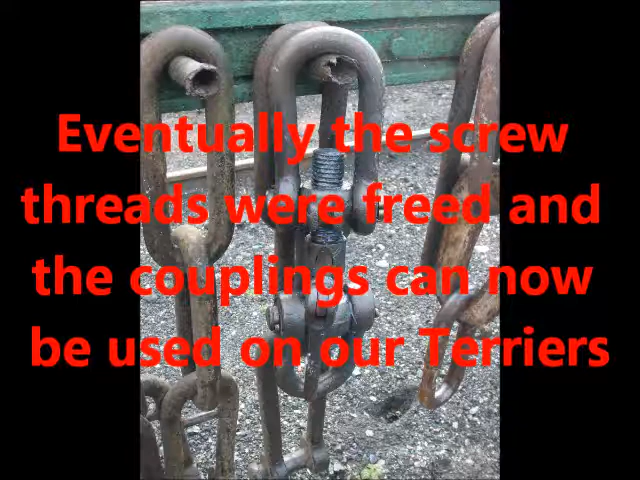 Eventually the screw
threads were freed and
the couplings can now
be used on our Terriers